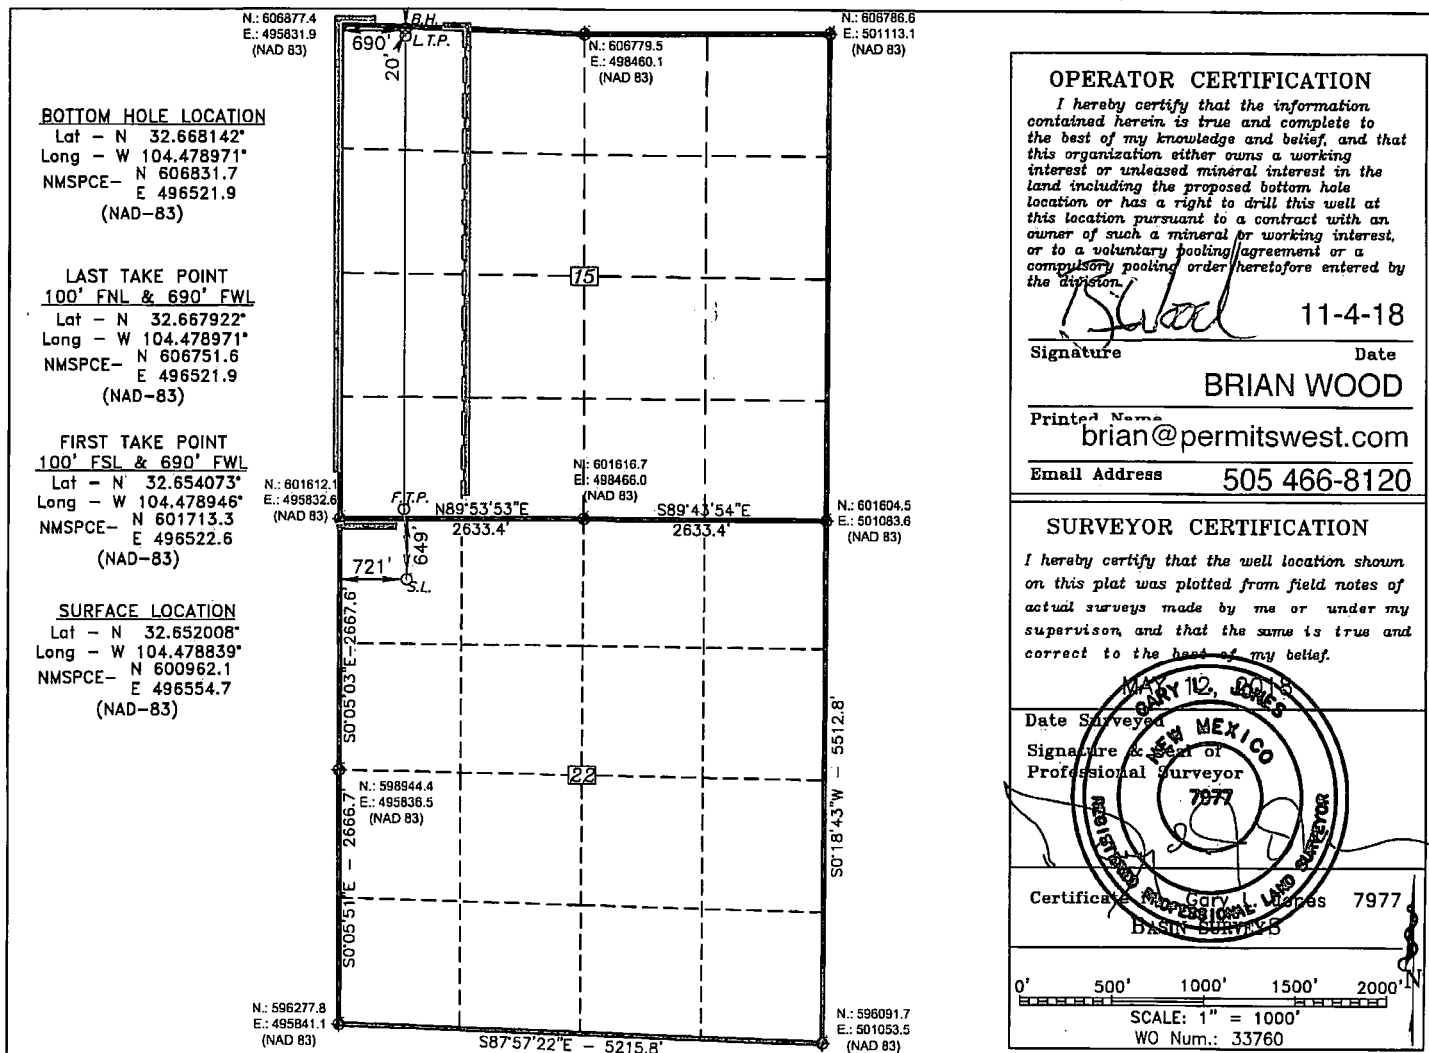 N.: 606877.4
E.: 495831.9
(NAD 83)
B.H.
L.T.P.
690'
20'
N.: 606779.5
E.: 498460.1
(NAD 83)
N.: 606786.6
E.: 501113.1
(NAD 83)
BOTTOM HOLE LOCATION
Lat - N 32.668142°
Long - W 104.478971°
NMSPCE- N 606831.7
E 496521.9
(NAD-83)
LAST TAKE POINT
100' FNL & 690' FWL
Lat - N 32.667922°
Long - W 104.478971°
NMSPCE- N 606751.6
E 496521.9
(NAD-83)
FIRST TAKE POINT
100' FSL & 690' FWL
Lat - N 32.654073°
Long - W 104.478946°
NMSPCE- N 601713.3
E 496522.6
(NAD-83)
SURFACE LOCATION
Lat - N 32.652008°
Long - W 104.478839°
NMSPCE- N 600962.1
E 496554.7
(NAD-83)
15
N.: 601612.1
E.: 495832.6
(NAD 83)
F.T.P.
N.: 601616.7
E.: 498466.0
(NAD 83)
N89°53'53"E
2633.4'
S89°43'54"E
2633.4'
N.: 601604.5
E.: 501083.6
(NAD 83)
649'
721'
S.L.
S0°05'03"E-2667.6'
22
N.: 598944.4
E.: 495836.5
(NAD 83)
S0°05'51"E - 2666.7'
S0°18'43"W - 5512.8'
N.: 596277.8
E.: 495841.1
(NAD 83)
S87°57'22"E - 5215.8'
N.: 596091.7
E.: 501053.5
(NAD 83)
OPERATOR CERTIFICATION
I hereby certify that the information
contained herein is true and complete to
the best of my knowledge and belief, and that
this organization either owns a working
interest or unleased mineral interest in the
land including the proposed bottom hole
location or has a right to drill this well at
this location pursuant to a contract with an
owner of such a mineral or working interest,
or to a voluntary pooling agreement or a
compulsory pooling order heretofore entered by
the division.
B Wood 11-4-18
Signature Date
BRIAN WOOD
Printed Name
brian@permitswest.com
Email Address 505 466-8120
SURVEYOR CERTIFICATION
I hereby certify that the well location shown
on this plat was plotted from field notes of
actual surveys made by me or under my
supervison, and that the same is true and
correct to the best of my belief.
MAY 12, 2018
Date Surveyed
Signature & Seal of
Professional Surveyor
GARY L. JONES
NEW MEXICO
7977
REGISTERED PROFESSIONAL LAND SURVEYOR
Certificate Gary Jones 7977
BASIN SURVEYS
N
0' 500' 1000' 1500' 2000'
SCALE: 1" = 1000'
WO Num.: 33760